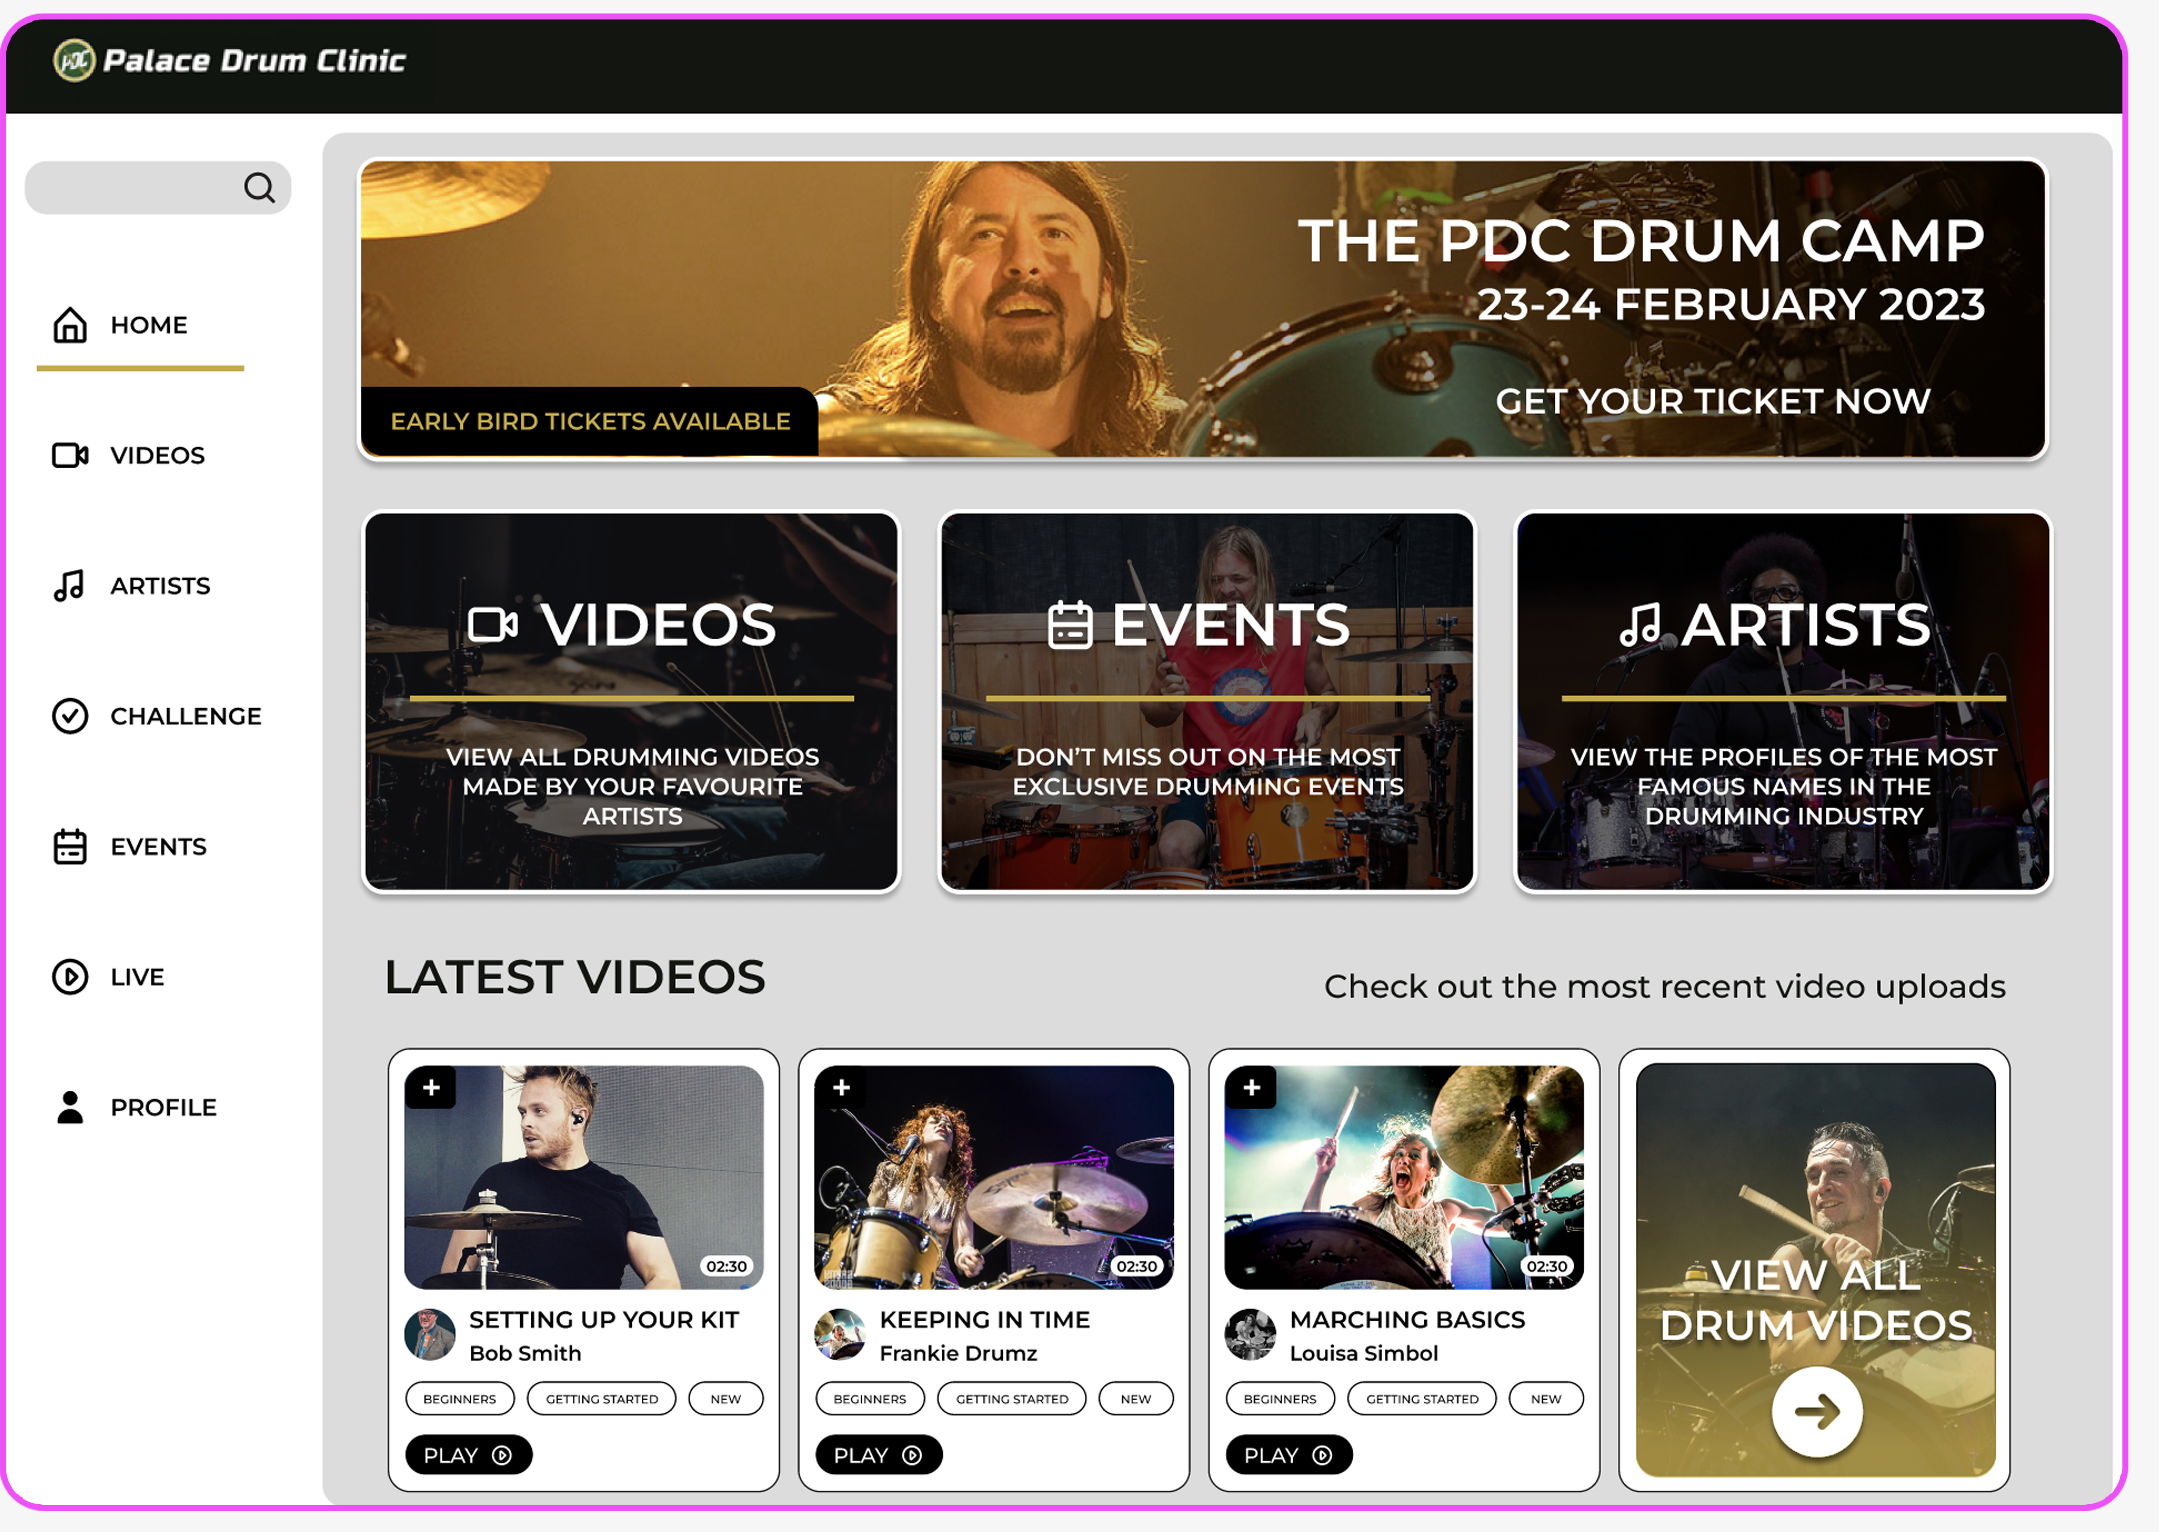 PDC Palace Drum Clinic
HOME
VIDEOS
ARTISTS
CHALLENGE
EVENTS
LIVE
PROFILE
THE PDC DRUM CAMP
23-24 FEBRUARY 2023
GET YOUR TICKET NOW
EARLY BIRD TICKETS AVAILABLE
VIDEOS
VIEW ALL DRUMMING VIDEOS
MADE BY YOUR FAVOURITE
ARTISTS
EVENTS
DON’T MISS OUT ON THE MOST
EXCLUSIVE DRUMMING EVENTS
ARTISTS
VIEW THE PROFILES OF THE MOST
FAMOUS NAMES IN THE
DRUMMING INDUSTRY
LATEST VIDEOS
Check out the most recent video uploads
+
02:30
SETTING UP YOUR KIT
Bob Smith
BEGINNERS GETTING STARTED NEW
PLAY
+
02:30
KEEPING IN TIME
Frankie Drumz
BEGINNERS GETTING STARTED NEW
PLAY
+
02:30
MARCHING BASICS
Louisa Simbol
BEGINNERS GETTING STARTED NEW
PLAY
VIEW ALL
DRUM VIDEOS